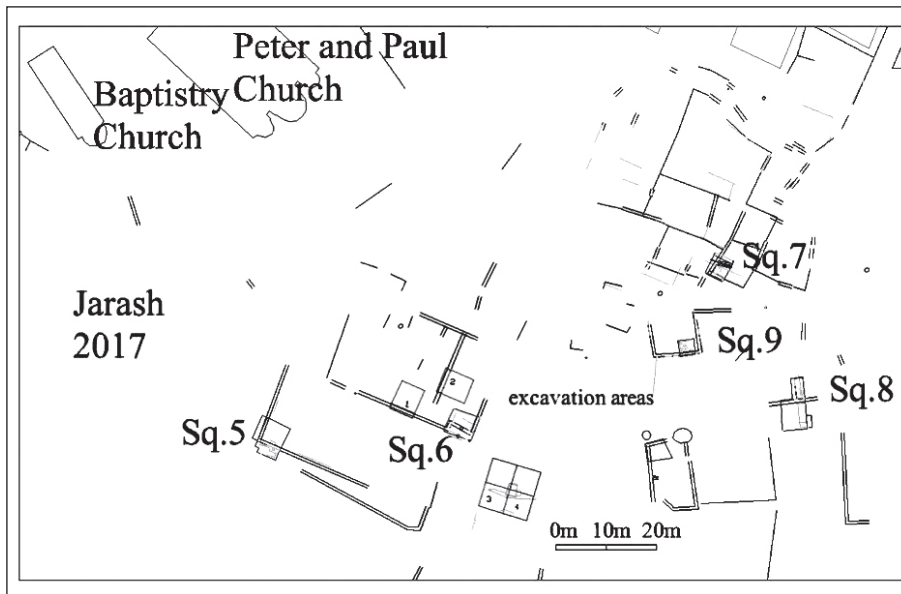 Peter and Paul
Church
Baptistry
Church
Sq.7
Jarash
2017
Sq.9
2
1
excavation areas
Sq.8
Sq.5
Sq.6
3
4
0m 10m 20m